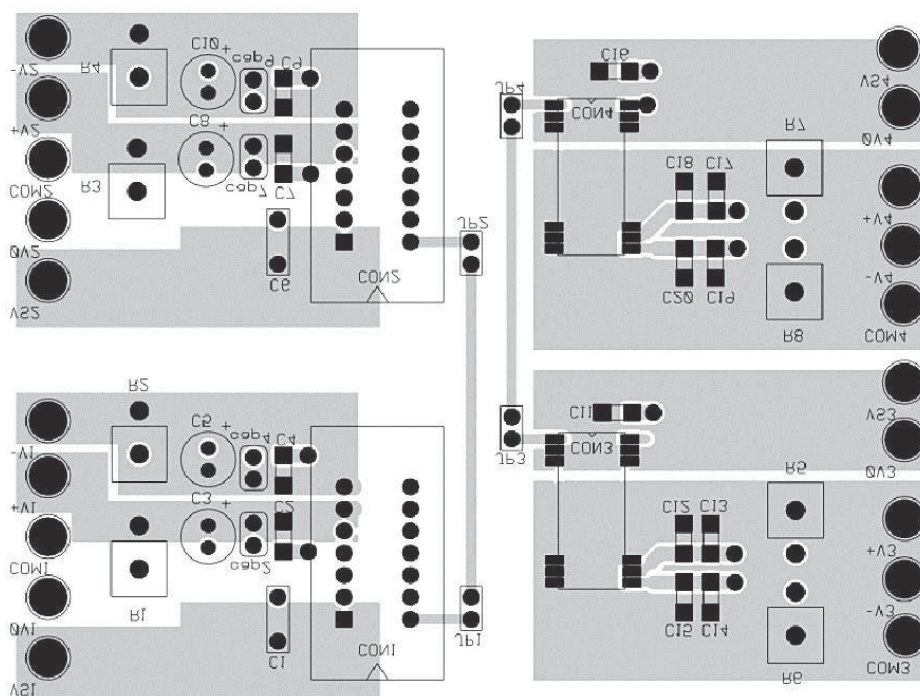 C10
+
cap9
C9
-V2
R4
+V2
C8
+
COM2
R3
cap7
C7
0V2
VS2
C6
CON2
JP2
R2
C5
+
cap4
C4
-V1
+V1
C3
+
C2
COM1
cap2
0V1
R1
VS1
C1
CON1
JP1
C16
VS4
JP4
CON4
R7
0V4
C18
C17
+V4
-V4
C20
C19
R8
COM4
C11
VS3
JP3
CON3
R5
0V3
C12
C13
+V3
-V3
C15
C14
R6
COM3